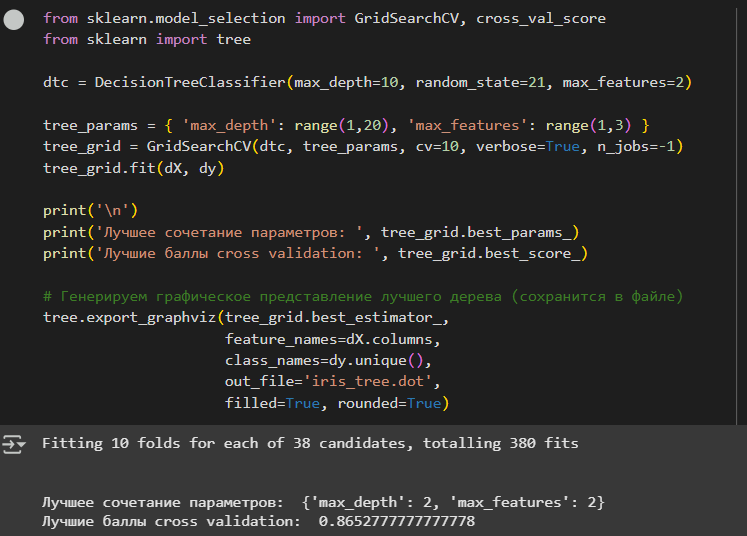 from sklearn.model_selection import GridSearchCV, cross_val_score
from sklearn import tree
dtc = DecisionTreeClassifier(max_depth=10, random_state=21, max_features=2)
tree_params = { 'max_depth': range(1,20), 'max_features': range(1,3) }
tree_grid = GridSearchCV(dtc, tree_params, cv=10, verbose=True, n_jobs=-1)
tree_grid.fit(dX, dy)
print('\n')
print('Лучшее сочетание параметров: ', tree_grid.best_params_)
print('Лучшие баллы cross validation: ', tree_grid.best_score_)
# Генерируем графическое представление лучшего дерева (сохранится в файле)
tree.export_graphviz(tree_grid.best_estimator_,
feature_names=dX.columns,
class_names=dy.unique(),
out_file='iris_tree.dot',
filled=True, rounded=True)
Fitting 10 folds for each of 38 candidates, totalling 380 fits
Лучшее сочетание параметров:  {'max_depth': 2, 'max_features': 2}
Лучшие баллы cross validation:  0.8652777777777778